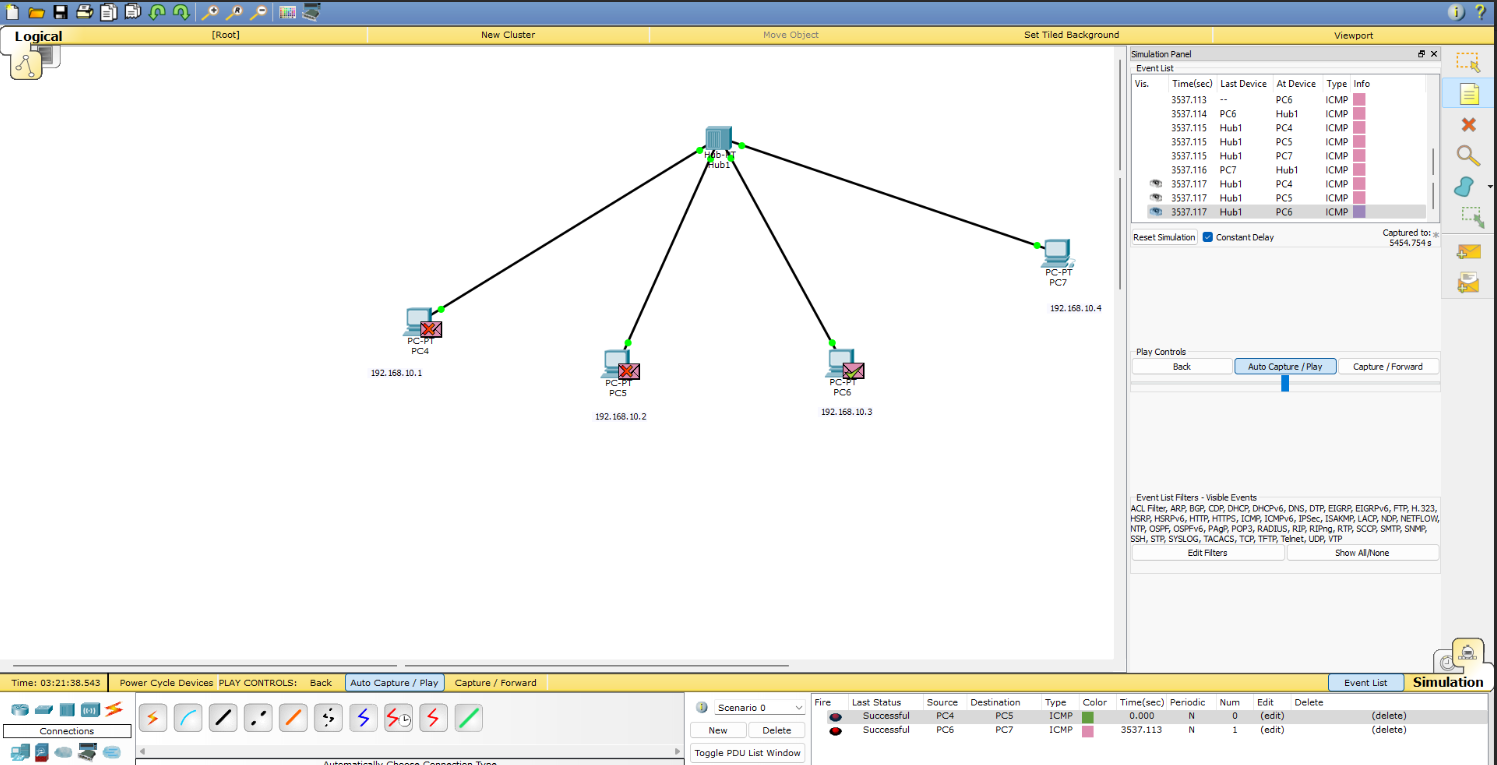 Logical [Root] New Cluster Move Object Set Tiled Background Viewport
Simulation Panel
Event List
Vis. Time(sec) Last Device At Device Type Info
3537.113 -- PC6 ICMP
3537.114 PC6 Hub1 ICMP
3537.115 Hub1 PC4 ICMP
3537.115 Hub1 PC5 ICMP
3537.115 Hub1 PC7 ICMP
3537.116 PC7 Hub1 ICMP
3537.117 Hub1 PC4 ICMP
3537.117 Hub1 PC5 ICMP
3537.117 Hub1 PC6 ICMP
Reset Simulation Constant Delay Captured to: *
5454.754 s
Hub-PT
Hub1
PC-PT
PC7
192.168.10.4
PC-PT
PC4
192.168.10.1
PC-PT
PC5
192.168.10.2
PC-PT
PC6
192.168.10.3
Play Controls
Back Auto Capture / Play Capture / Forward
Event List Filters - Visible Events
ACL Filter, ARP, BGP, CDP, DHCP, DHCPv6, DNS, DTP, EIGRP, EIGRPv6, FTP, H.323,
HSRP, HSRPv6, HTTP, HTTPS, ICMP, ICMPv6, IPSec, ISAKMP, LACP, NDP, NETFLOW,
NTP, OSPF, OSPFv6, PAgP, POP3, RADIUS, RIP, RIPng, RTP, SCCP, SMTP, SNMP,
SSH, STP, SYSLOG, TACACS, TCP, TFTP, Telnet, UDP, VTP
Edit Filters Show All/None
Time: 03:21:38.543 Power Cycle Devices PLAY CONTROLS: Back Auto Capture / Play Capture / Forward Event List Simulation
Connections
Automatically Choose Connection Type
Scenario 0
New Delete
Toggle PDU List Window
Fire Last Status Source Destination Type Color Time(sec) Periodic Num Edit Delete
Successful PC4 PC5 ICMP 0.000 N 0 (edit) (delete)
Successful PC6 PC7 ICMP 3537.113 N 1 (edit) (delete)